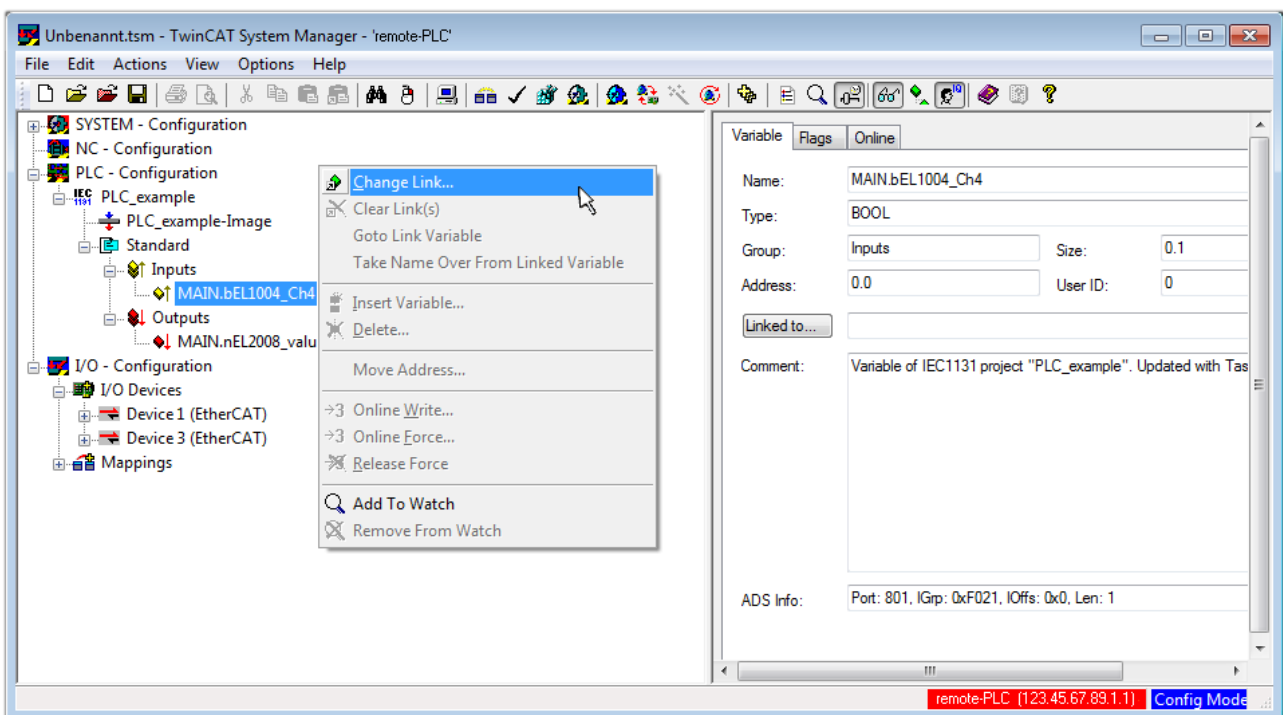 Unbenannt.tsm - TwinCAT System Manager - 'remote-PLC'
File Edit Actions View Options Help
SYSTEM - Configuration
NC - Configuration
PLC - Configuration
IEC 1131 PLC_example
PLC_example-Image
Standard
Inputs
MAIN.bEL1004_Ch4
Outputs
MAIN.nEL2008_valu
I/O - Configuration
I/O Devices
Device 1 (EtherCAT)
Device 3 (EtherCAT)
Mappings
Change Link...
Clear Link(s)
Goto Link Variable
Take Name Over From Linked Variable
Insert Variable...
Delete...
Move Address...
→3 Online Write...
→3 Online Force...
Release Force
Add To Watch
Remove From Watch
Variable Flags Online
Name: MAIN.bEL1004_Ch4
Type: BOOL
Group: Inputs Size: 0.1
Address: 0.0 User ID: 0
Linked to...
Comment: Variable of IEC1131 project "PLC_example". Updated with Tas
ADS Info: Port: 801, IGrp: 0xF021, IOffs: 0x0, Len: 1
remote-PLC (123.45.67.89.1.1) Config Mode